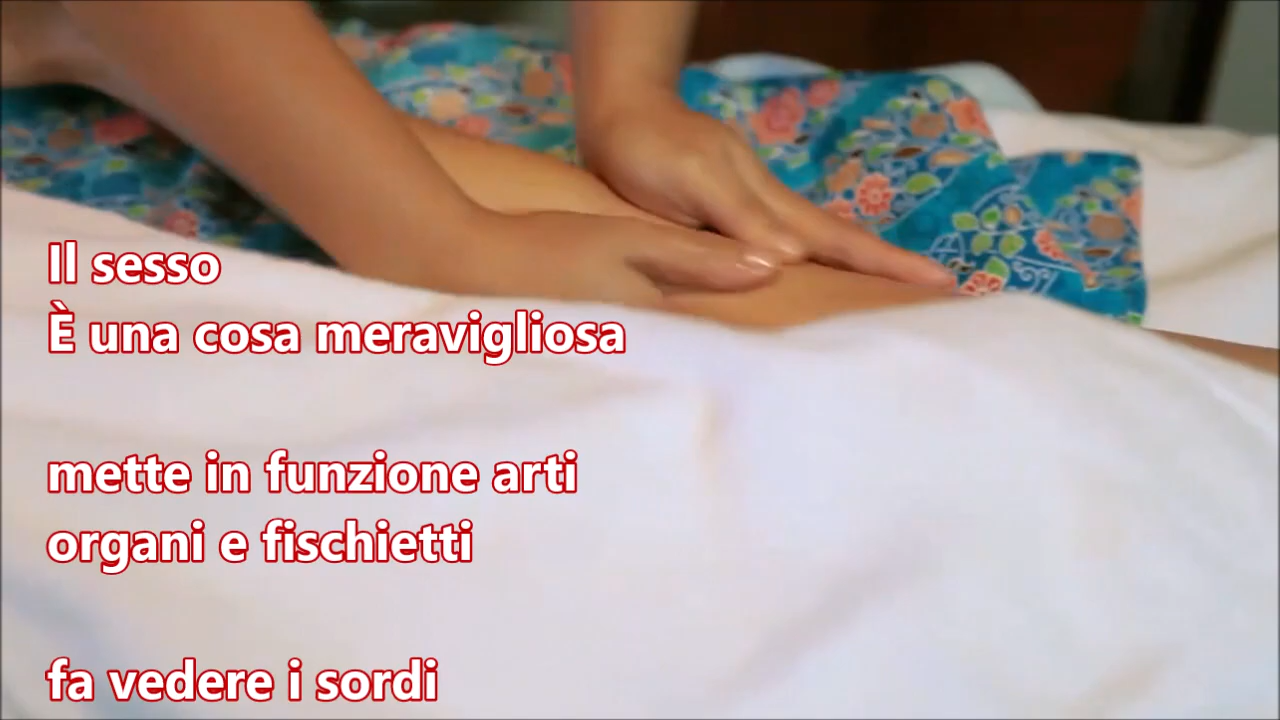 Il sesso
È una cosa meravigliosa
mette in funzione arti
organi e fischietti
fa vedere i sordi